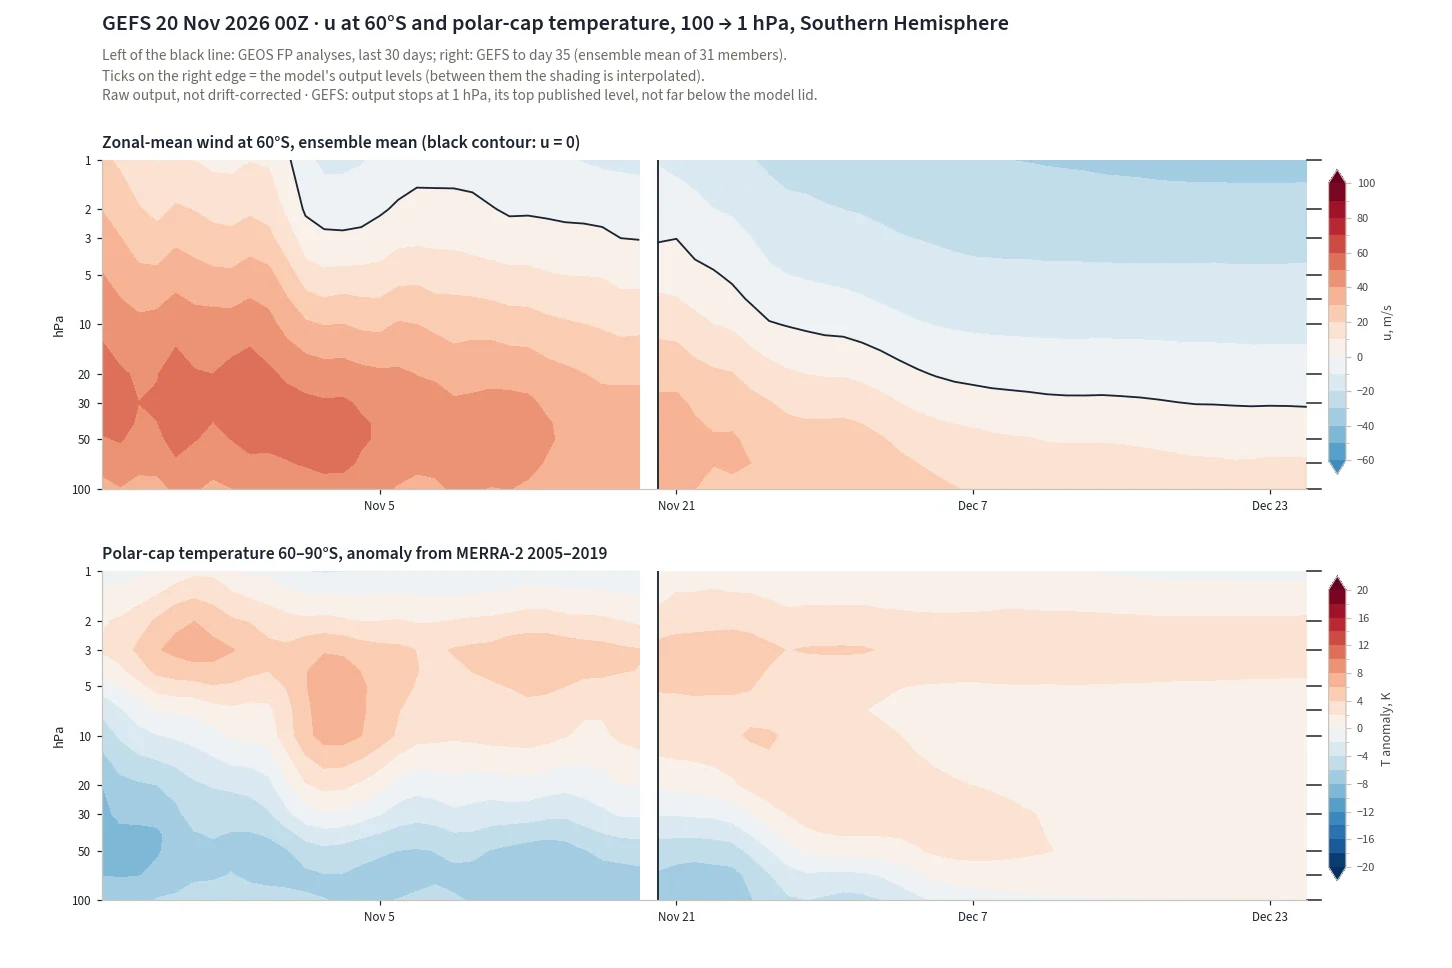 GEFS 20 Nov 2026 00Z · u at 60°S and polar-cap temperature, 100 → 1 hPa, Southern Hemisphere
Left of the black line: GEOS FP analyses, last 30 days; right: GEFS to day 35 (ensemble mean of 31 members).
Ticks on the right edge = the model's output levels (between them the shading is interpolated).
Raw output, not drift-corrected · GEFS: output stops at 1 hPa, its top published level, not far below the model lid.
Zonal-mean wind at 60°S, ensemble mean (black contour: u = 0)
1
2
3
5
10
20
30
50
100
hPa
Nov 5
Nov 21
Dec 7
Dec 23
100
80
60
40
20
0
−20
−40
−60
u, m/s
Polar-cap temperature 60–90°S, anomaly from MERRA-2 2005–2019
1
2
3
5
10
20
30
50
100
hPa
Nov 5
Nov 21
Dec 7
Dec 23
20
16
12
8
4
0
−4
−8
−12
−16
−20
T anomaly, K